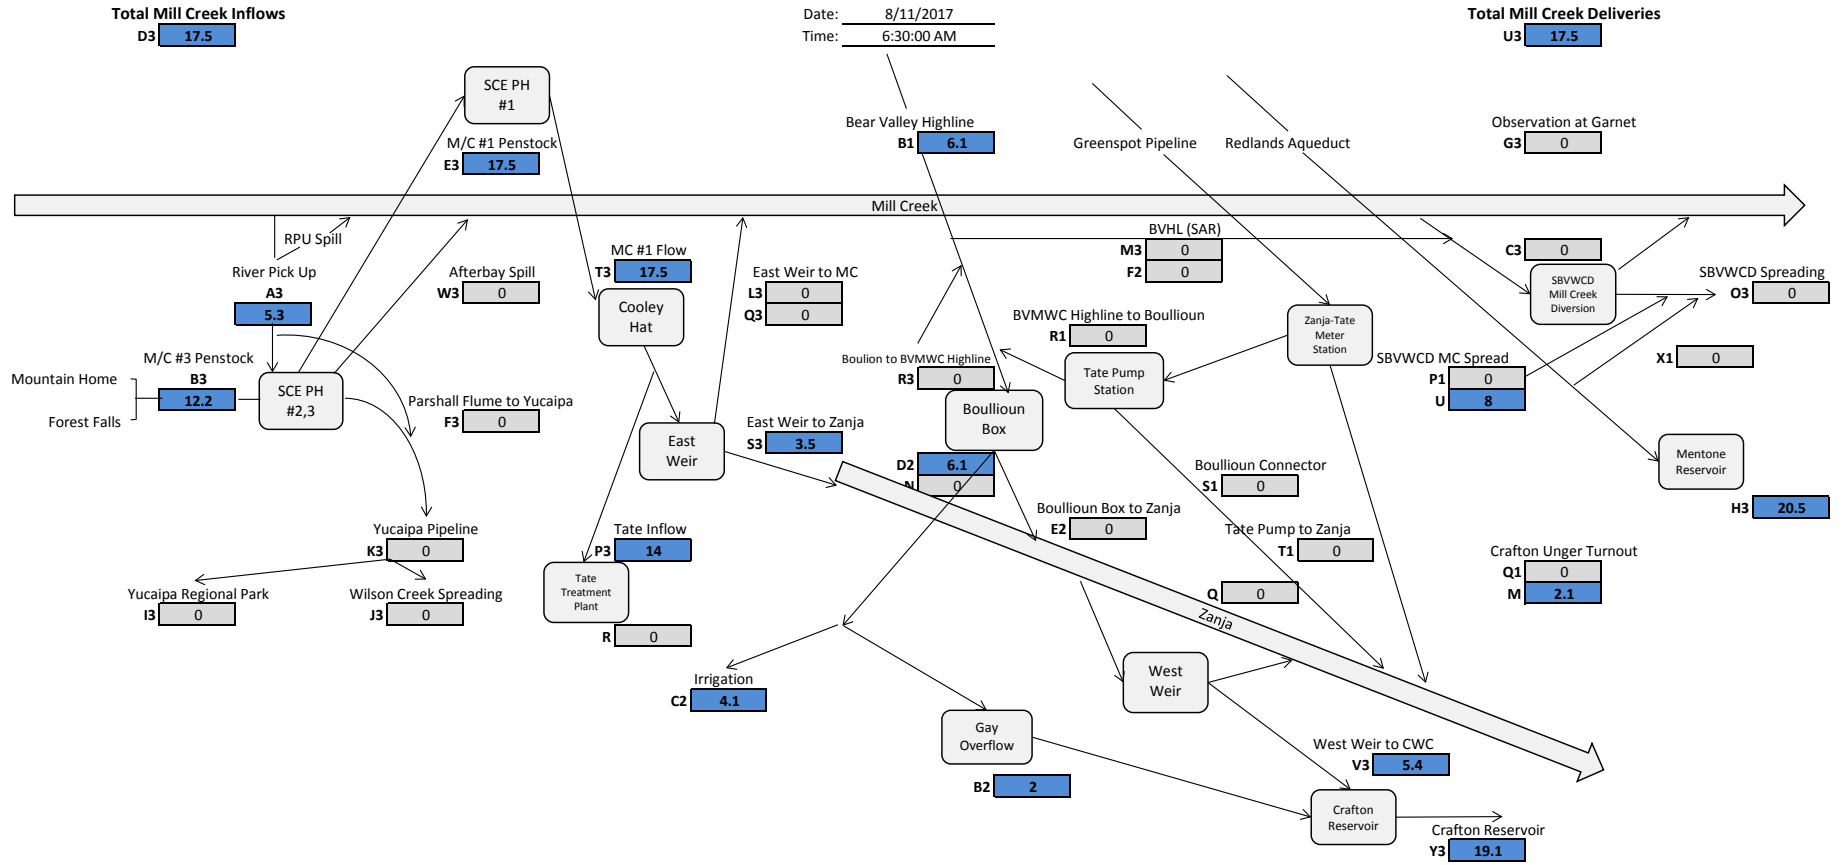 Total Mill Creek Inflows
D3 17.5
Date: 8/11/2017
Time: 6:30:00 AM
Total Mill Creek Deliveries
U3 17.5
SCE PH
#1
M/C #1 Penstock
E3 17.5
Bear Valley Highline
B1 6.1
Greenspot Pipeline
Redlands Aqueduct
Observation at Garnet
G3 0
Mill Creek
RPU Spill
River Pick Up
A3
5.3
Afterbay Spill
W3 0
MC #1 Flow
T3 17.5
Cooley
Hat
East Weir to MC
L3 0
Q3 0
BVHL (SAR)
M3 0
F2 0
C3 0
SBVWCD
Mill Creek
Diversion
SBVWCD Spreading
O3 0
M/C #3 Penstock
B3
12.2
Mountain Home
Forest Falls
SCE PH
#2,3
Parshall Flume to Yucaipa
F3 0
BVMWC Highline to Boullioun
R1 0
Boulion to BVMWC Highline
R3 0
Tate Pump
Station
Zanja-Tate
Meter
Station
SBVWCD MC Spread
P1 0
U 8
X1 0
Boullioun
Box
East
Weir
East Weir to Zanja
S3 3.5
D2 6.1
N 0
Boullioun Connector
S1 0
Mentone
Reservoir
H3 20.5
Boullioun Box to Zanja
E2 0
Tate Pump to Zanja
T1 0
Yucaipa Pipeline
K3 0
Tate Inflow
P3 14
Tate
Treatment
Plant
R 0
Crafton Unger Turnout
Q1 0
M 2.1
Yucaipa Regional Park
I3 0
Wilson Creek Spreading
J3 0
Q 0
Zanja
Irrigation
C2 4.1
West
Weir
Gay
Overflow
B2 2
West Weir to CWC
V3 5.4
Crafton
Reservoir
Crafton Reservoir
Y3 19.1